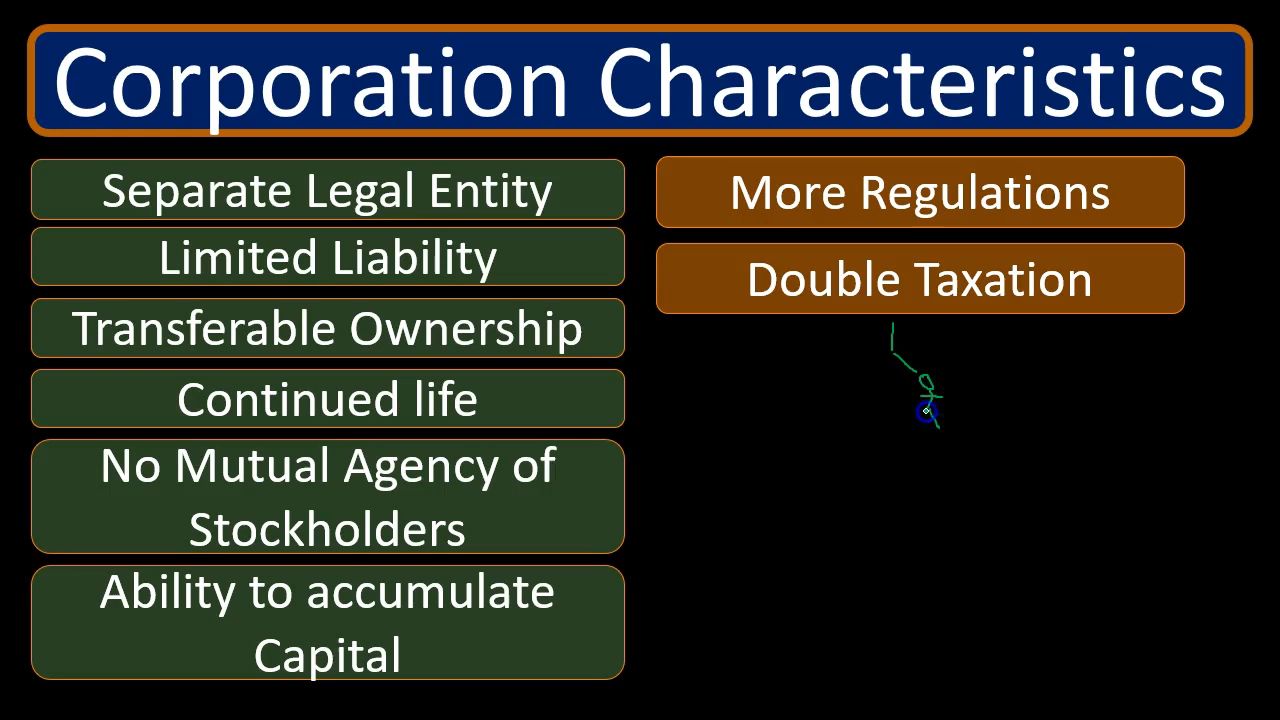 Corporation Characteristics
Separate Legal Entity
Limited Liability
Transferable Ownership
Continued life
No Mutual Agency of
Stockholders
Ability to accumulate
Capital
More Regulations
Double Taxation